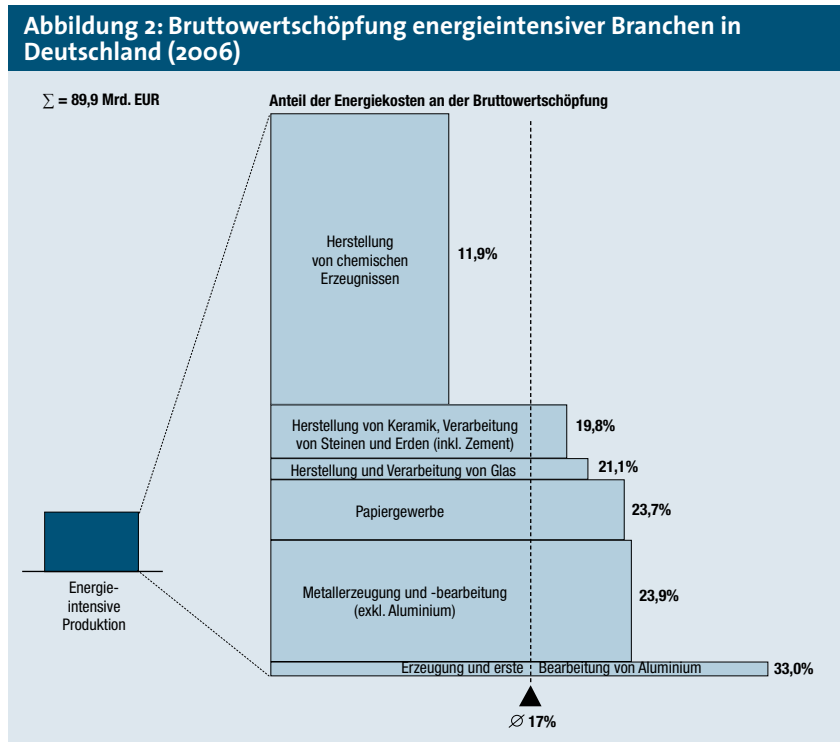 Abbildung 2: Bruttowertschöpfung energieintensiver Branchen in
Deutschland (2006)
∑ = 89,9 Mrd. EUR
Anteil der Energiekosten an der Bruttowertschöpfung
Herstellung
von chemischen
Erzeugnissen
11,9%
Herstellung von Keramik, Verarbeitung
von Steinen und Erden (inkl. Zement)
19,8%
Herstellung und Verarbeitung von Glas
21,1%
Papiergewerbe
23,7%
Metallerzeugung und -bearbeitung
(exkl. Aluminium)
23,9%
Erzeugung und erste Bearbeitung von Aluminium
33,0%
Energie-
intensive
Produktion
∅ 17%